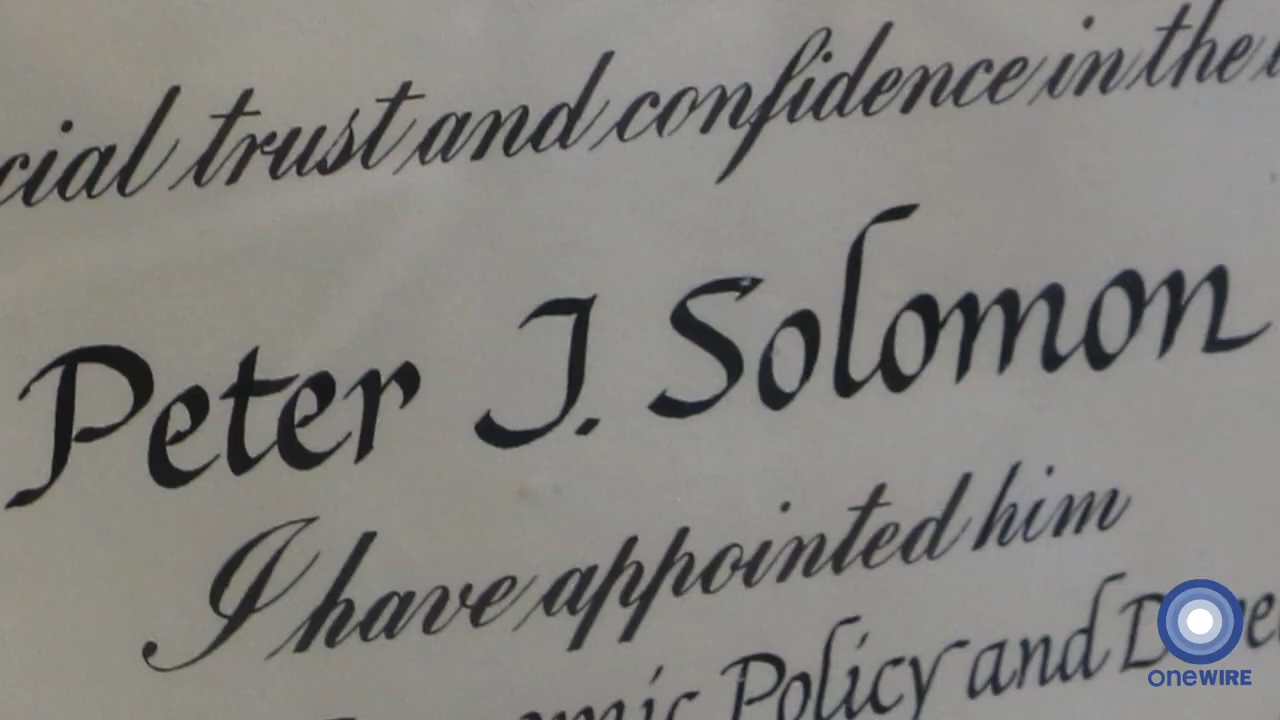 cial trust and confidence in the
Peter J. Solomon
I have appointed him
Policy and
oneWIRE